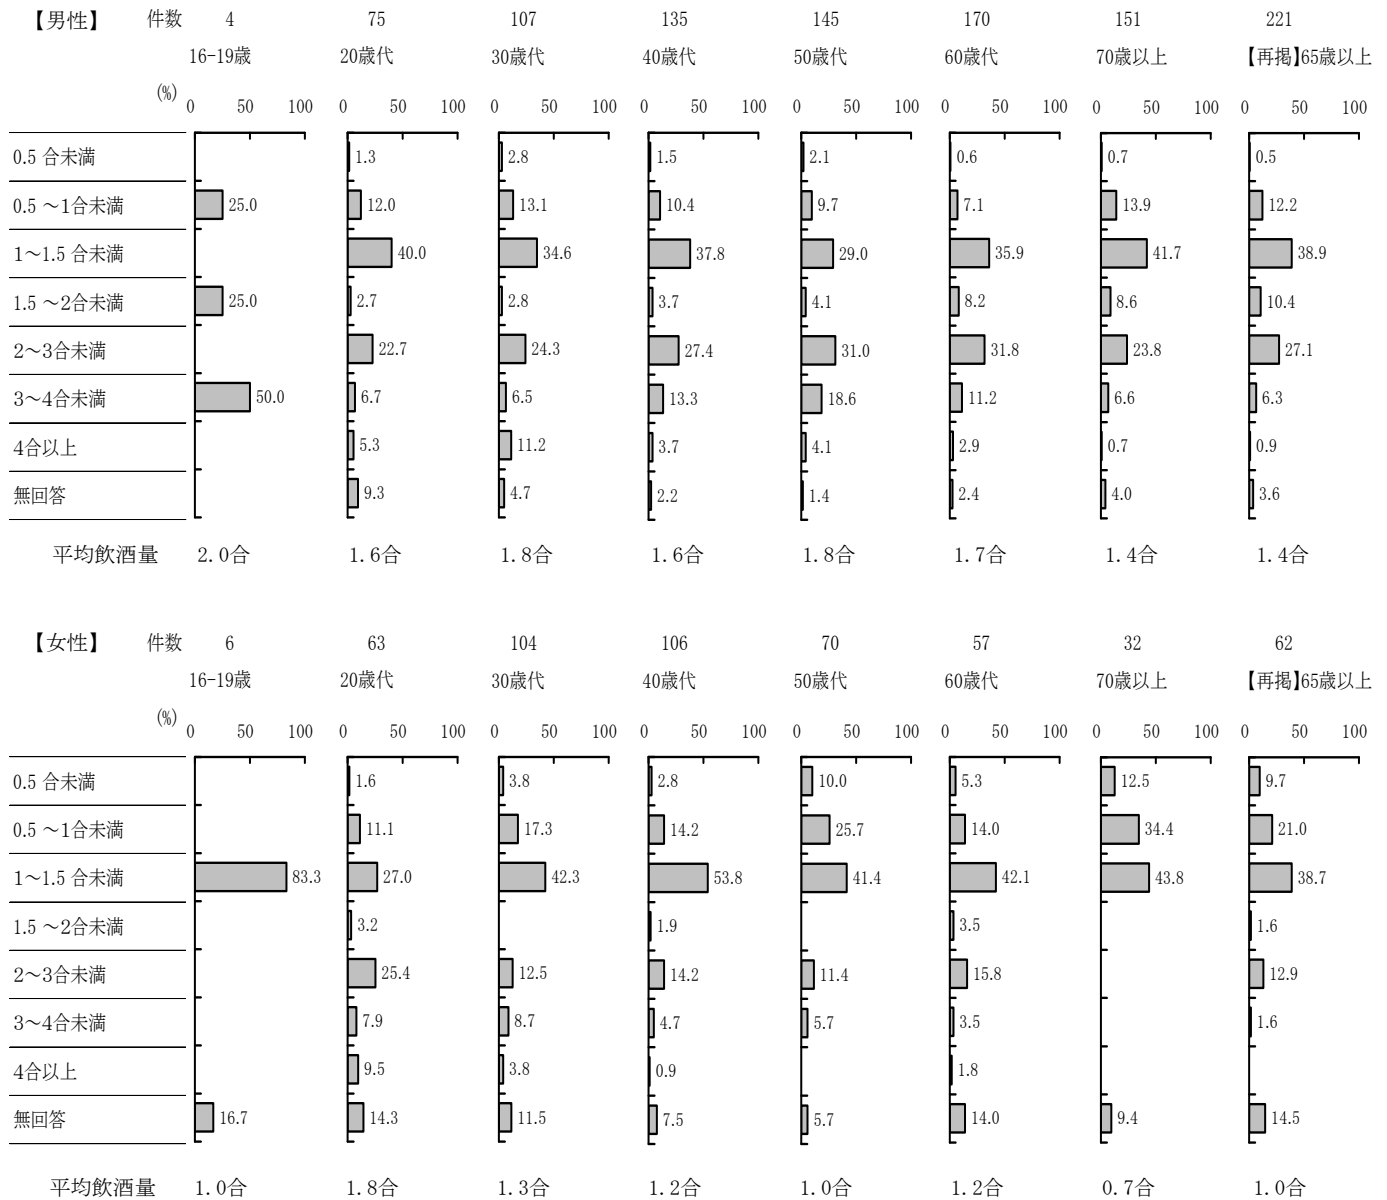 【男性】 件数 4 75 107 135 145 170 151 221
16-19歳 20歳代 30歳代 40歳代 50歳代 60歳代 70歳以上 【再掲】65歳以上
(%) 0 50 100 0 50 100 0 50 100 0 50 100 0 50 100 0 50 100 0 50 100 0 50 100
0.5 合未満 1.3 2.8 1.5 2.1 0.6 0.7 0.5
0.5 ～1合未満 25.0 12.0 13.1 10.4 9.7 7.1 13.9 12.2
1～1.5 合未満 40.0 34.6 37.8 29.0 35.9 41.7 38.9
1.5 ～2合未満 25.0 2.7 2.8 3.7 4.1 8.2 8.6 10.4
2～3合未満 22.7 24.3 27.4 31.0 31.8 23.8 27.1
3～4合未満 50.0 6.7 6.5 13.3 18.6 11.2 6.6 6.3
4合以上 5.3 11.2 3.7 4.1 2.9 0.7 0.9
無回答 9.3 4.7 2.2 1.4 2.4 4.0 3.6
平均飲酒量 2.0合 1.6合 1.8合 1.6合 1.8合 1.7合 1.4合 1.4合
【女性】 件数 6 63 104 106 70 57 32 62
16-19歳 20歳代 30歳代 40歳代 50歳代 60歳代 70歳以上 【再掲】65歳以上
(%) 0 50 100 0 50 100 0 50 100 0 50 100 0 50 100 0 50 100 0 50 100 0 50 100
0.5 合未満 1.6 3.8 2.8 10.0 5.3 12.5 9.7
0.5 ～1合未満 11.1 17.3 14.2 25.7 14.0 34.4 21.0
1～1.5 合未満 83.3 27.0 42.3 53.8 41.4 42.1 43.8 38.7
1.5 ～2合未満 3.2 1.9 3.5 1.6
2～3合未満 25.4 12.5 14.2 11.4 15.8 12.9
3～4合未満 7.9 8.7 4.7 5.7 3.5 1.6
4合以上 9.5 3.8 0.9 1.8
無回答 16.7 14.3 11.5 7.5 5.7 14.0 9.4 14.5
平均飲酒量 1.0合 1.8合 1.3合 1.2合 1.0合 1.2合 0.7合 1.0合